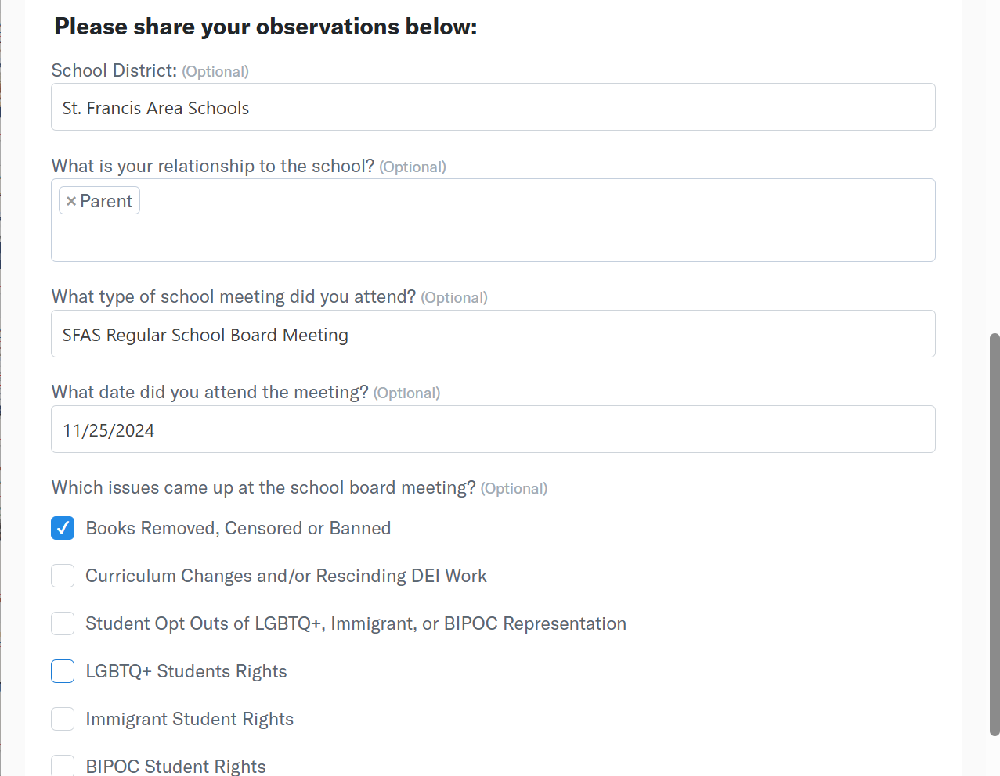 Please share your observations below:
School District: (Optional)
St. Francis Area Schools
What is your relationship to the school? (Optional)
×Parent
What type of school meeting did you attend? (Optional)
SFAS Regular School Board Meeting
What date did you attend the meeting? (Optional)
11/25/2024
Which issues came up at the school board meeting? (Optional)
Books Removed, Censored or Banned
Curriculum Changes and/or Rescinding DEI Work
Student Opt Outs of LGBTQ+, Immigrant, or BIPOC Representation
LGBTQ+ Students Rights
Immigrant Student Rights
BIPOC Student Rights